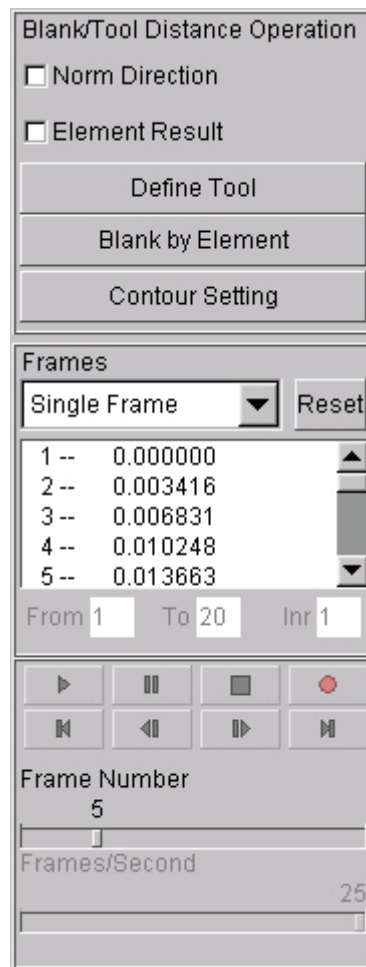 Blank/Tool Distance Operation
Norm Direction
Element Result
Define Tool
Blank by Element
Contour Setting
Frames
Single Frame Reset
1 -- 0.000000
2 -- 0.003416
3 -- 0.006831
4 -- 0.010248
5 -- 0.013663
From 1 To 20 Inr 1
Frame Number
5
Frames/Second
25